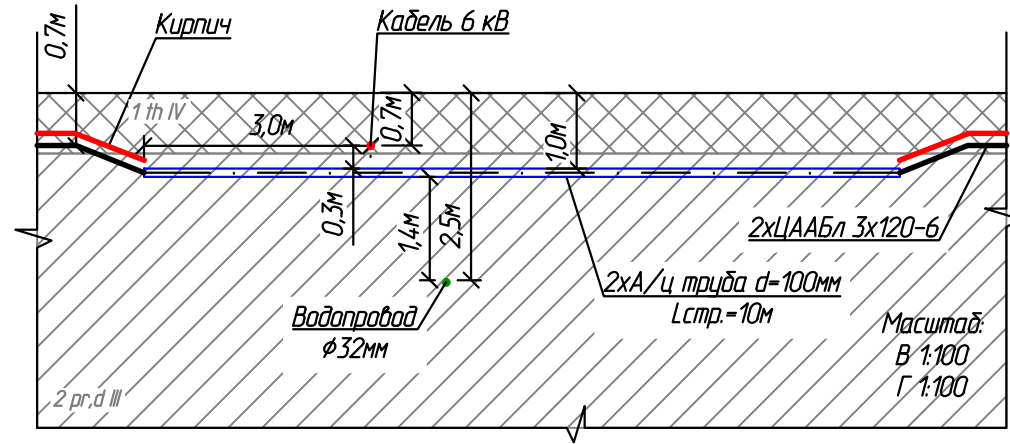 0,7м
Кирпич
Кабель 6 кВ
1 th IV
3,0м
0,7м
1,0м
0,3м
1,4м
2,5м
2хЦААБл 3х120-6
2хА/ц труба d=100мм
Lстр.=10м
Водопровод
ф32мм
Масштаб:
В 1:100
Г 1:100
2 pr,d III